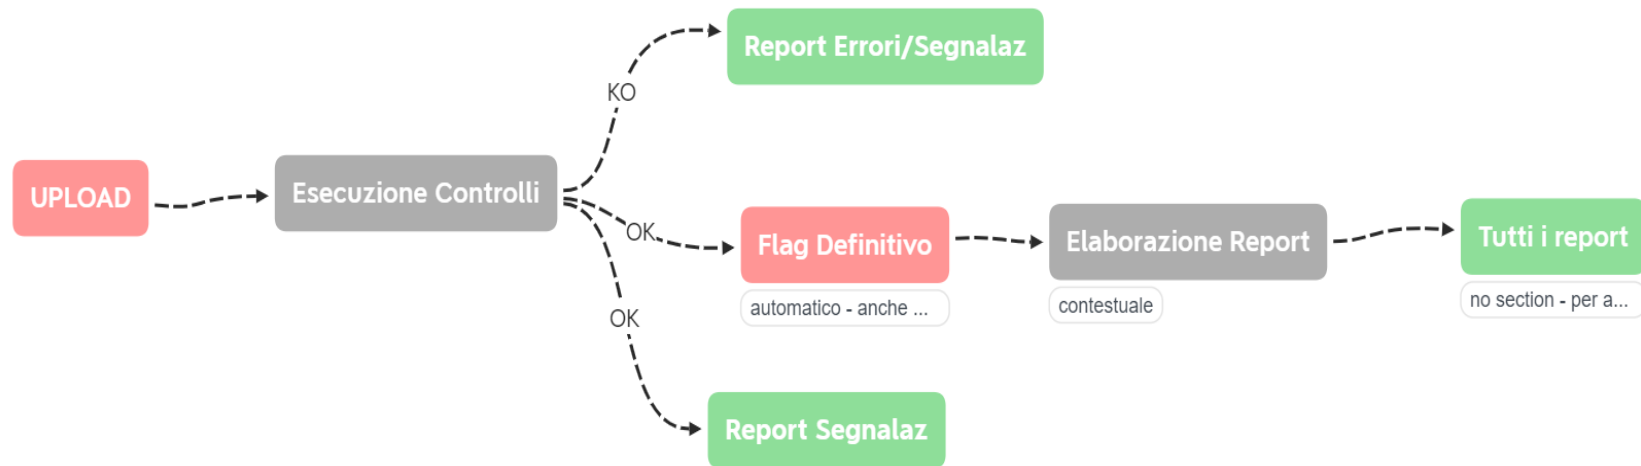 Report Errori/Segnalaz
KO
UPLOAD
Esecuzione Controlli
OK
Flag Definitivo
automatico - anche ...
Elaborazione Report
contestuale
Tutti i report
no section - per a...
OK
Report Segnalaz